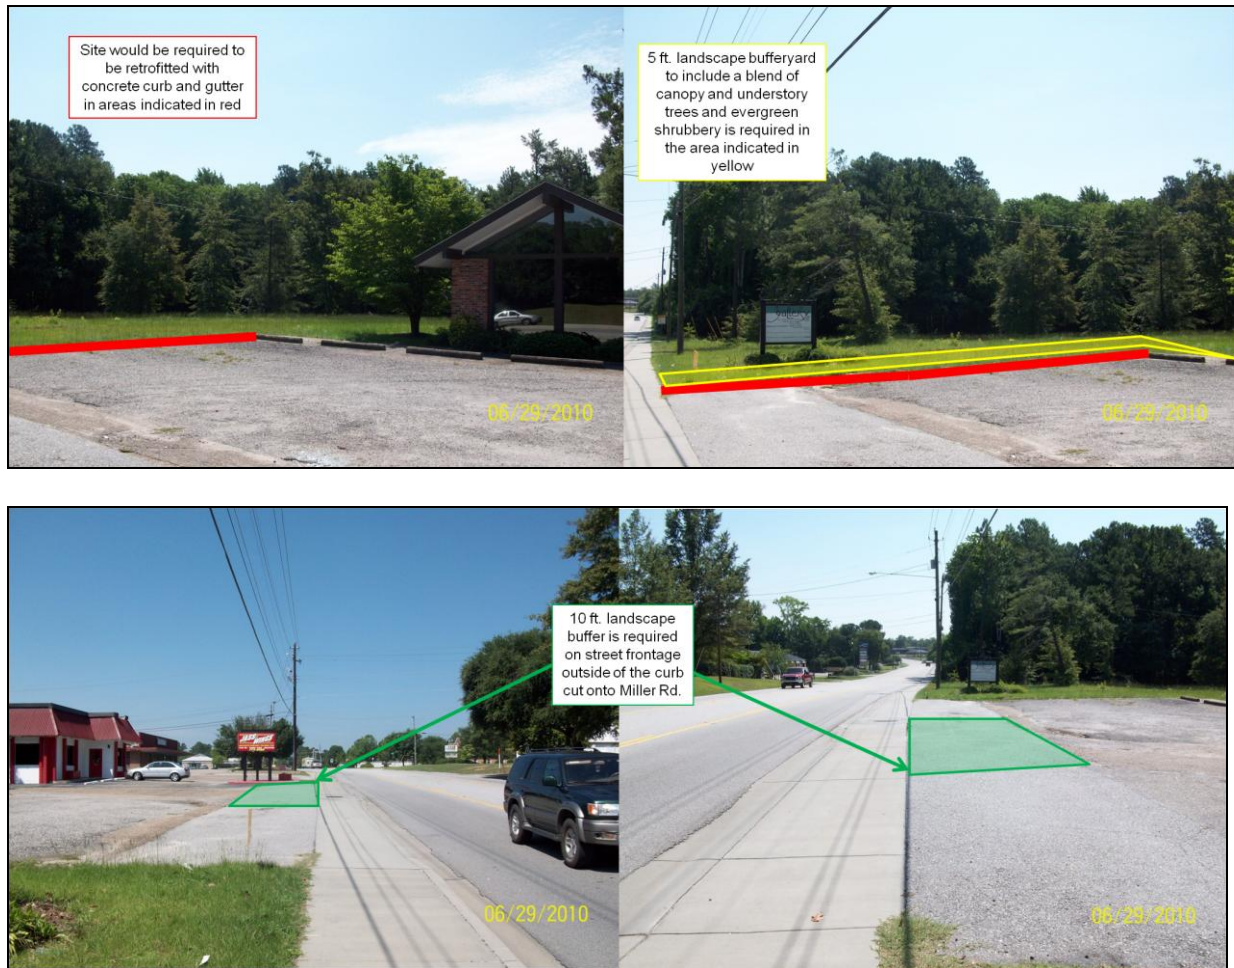 Site would be required to
be retrofitted with
concrete curb and gutter
in areas indicated in red
5 ft. landscape bufferyard
to include a blend of
canopy and understory
trees and evergreen
shrubbery is required in
the area indicated in
yellow
06/29/2010
06/29/2010
10 ft. landscape
buffer is required
on street frontage
outside of the curb
cut onto Miller Rd.
06/29/2010
06/29/2010